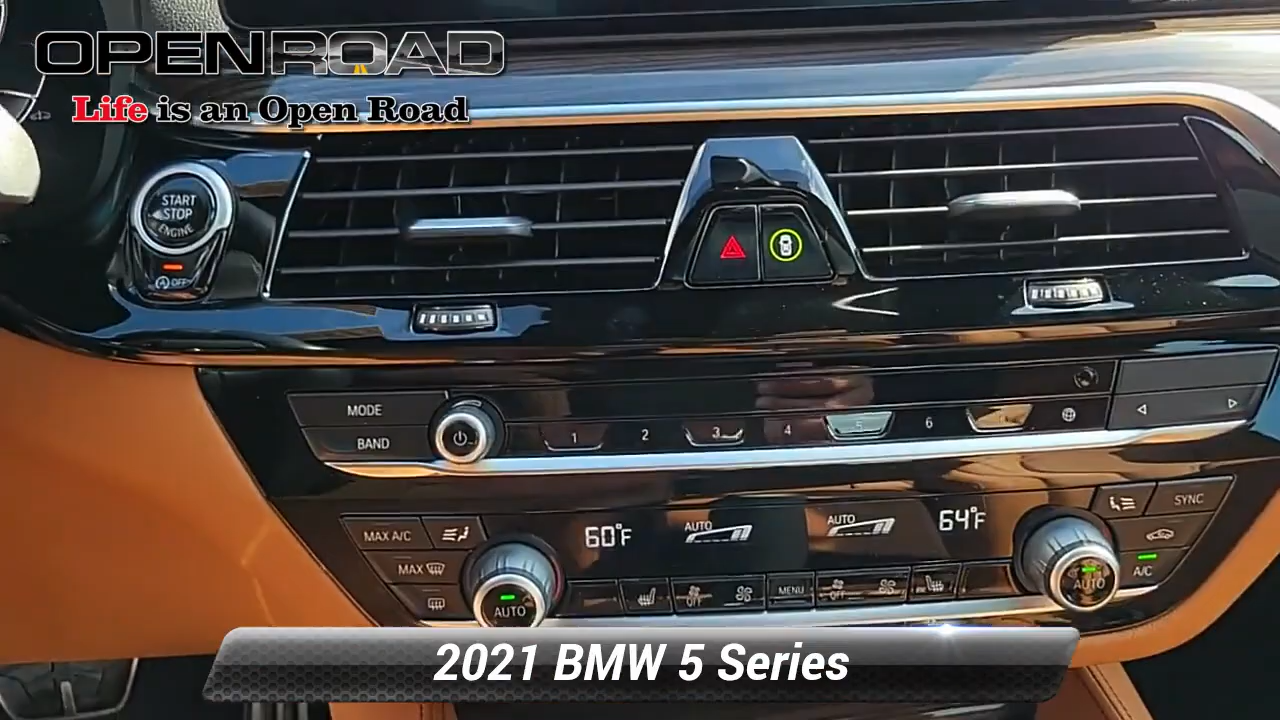 OPENROAD
Life is an Open Road
START
STOP
ENGINE
OFF
MODE
BAND
1 2 3 4 5 6
MAX A/C
MAX
60°F
AUTO
AUTO
64°F
SYNC
A/C
AUTO
OFF
MENU
OFF
AUTO
2021 BMW 5 Series